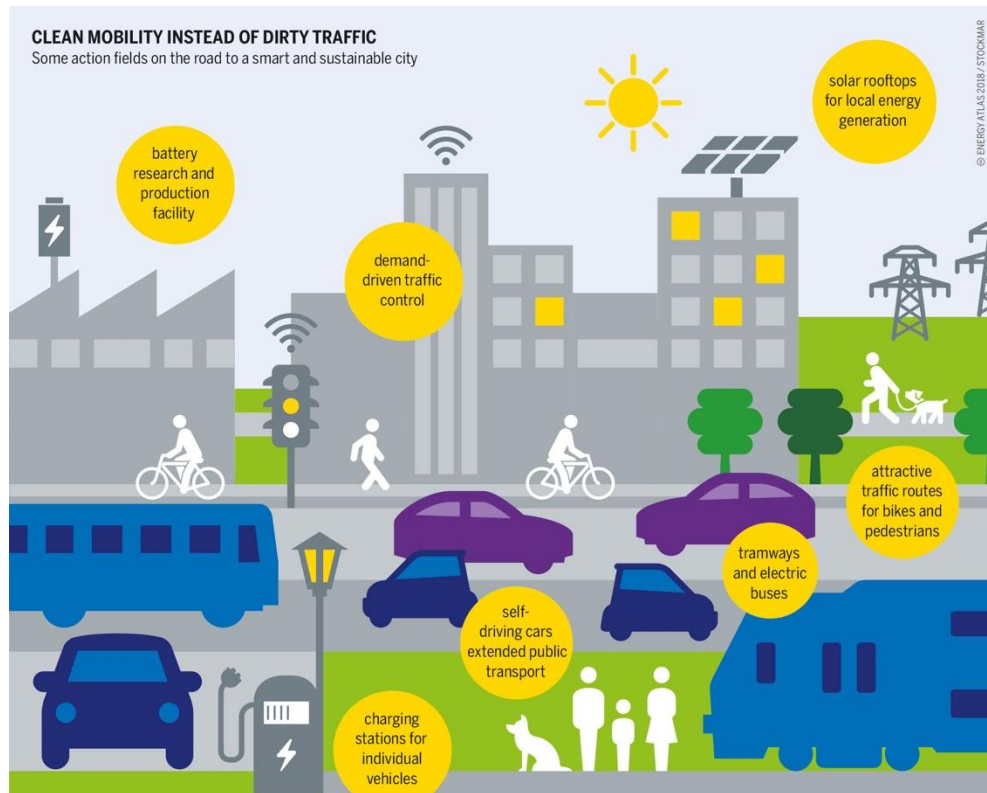 CLEAN MOBILITY INSTEAD OF DIRTY TRAFFIC
Some action fields on the road to a smart and sustainable city
solar rooftops
for local energy
generation
battery
research and
production
facility
demand-
driven traffic
control
attractive
traffic routes
for bikes and
pedestrians
tramways
and electric
buses
self-
driving cars
extended public
transport
charging
stations for
individual
vehicles
ENERGY ATLAS 2018 / STOCKMAR